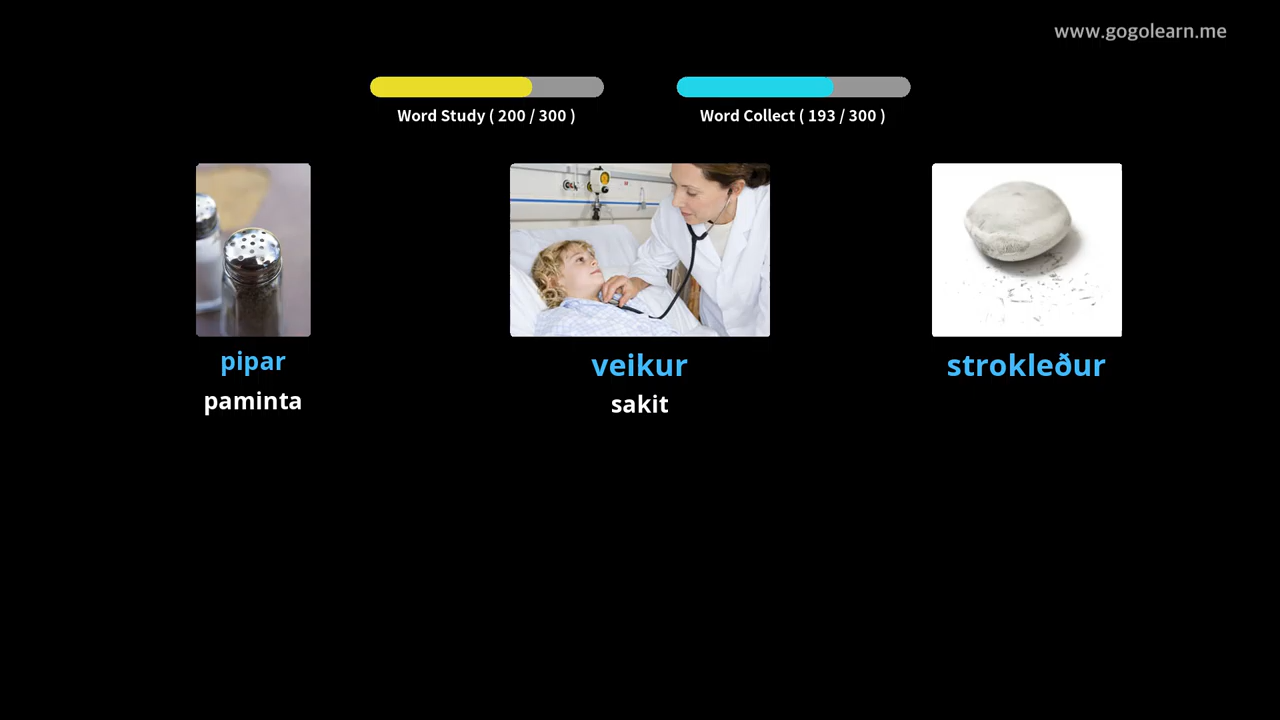 www.gogolearn.me
Word Study ( 200 / 300 )
Word Collect ( 193 / 300 )
pipar
paminta
veikur
sakit
strokleður